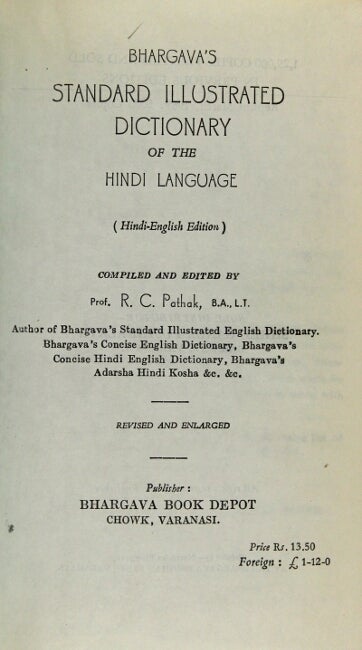 BHARGAVA'S
STANDARD ILLUSTRATED
DICTIONARY
OF THE
HINDI LANGUAGE
( Hindi-English Edition )
COMPILED AND EDITED BY
Prof. R. C. Pathak, B.A., L.T.
Author of Bhargava's Standard Illustrated English Dictionary.
Bhargava's Concise English Dictionary, Bhargava's
Concise Hindi English Dictionary, Bhargava's
Adarsha Hindi Kosha &c. &c.
REVISED AND ENLARGED
Publisher :
BHARGAVA BOOK DEPOT
CHOWK, VARANASI.
Price Rs. 13.50
Foreign : £ 1-12-0